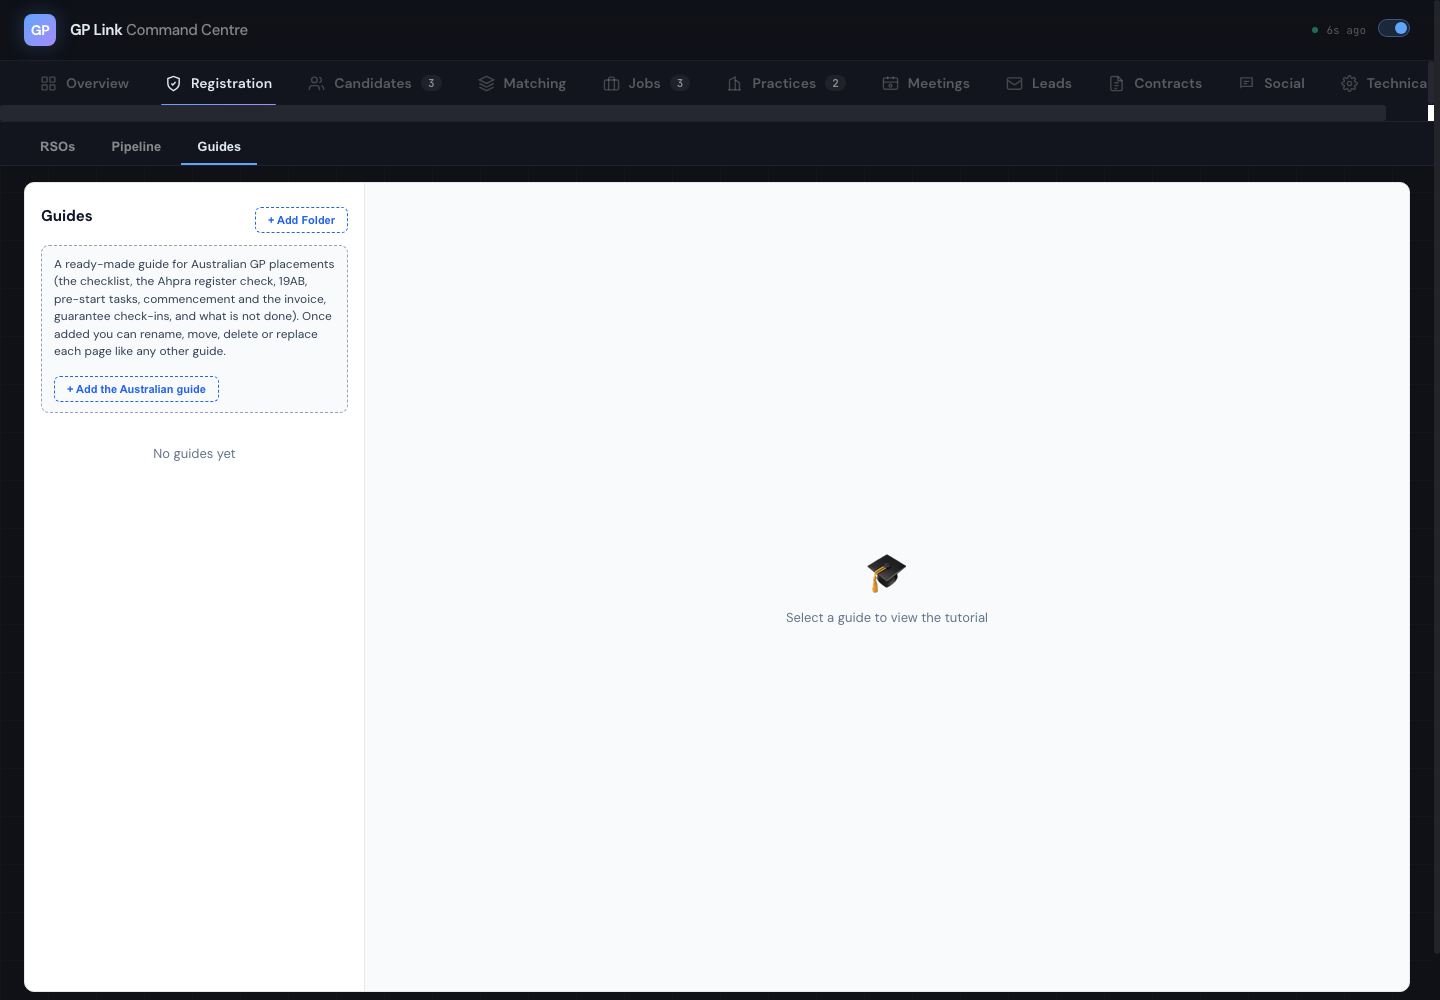 GP GP Link Command Centre 6s ago
Overview Registration Candidates 3 Matching Jobs 3 Practices 2 Meetings Leads Contracts Social Technica
RSOs Pipeline Guides
Guides
+ Add Folder
A ready-made guide for Australian GP placements
(the checklist, the Ahpra register check, 19AB,
pre-start tasks, commencement and the invoice,
guarantee check-ins, and what is not done). Once
added you can rename, move, delete or replace
each page like any other guide.
+ Add the Australian guide
No guides yet
Select a guide to view the tutorial